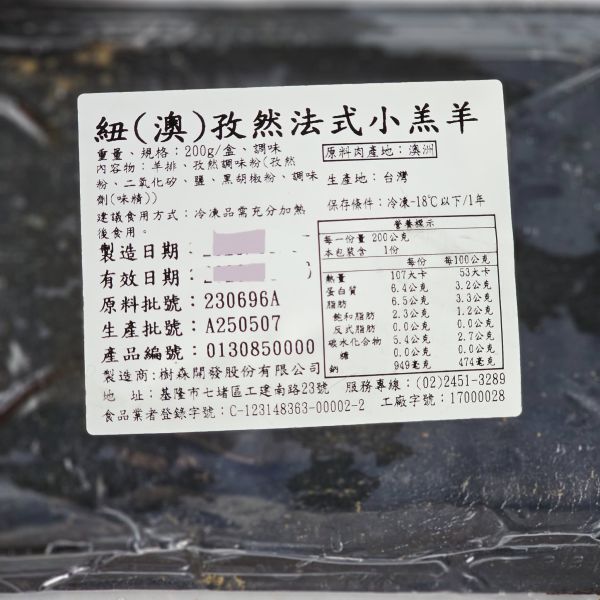 紐(澳)孜然法式小羔羊
重量、規格：200g/盒、調味
內容物：羊排、孜然調味粉(孜然
粉、二氧化矽、鹽、黑胡椒粉、調味
劑(味精))
建議食用方式：冷凍品需充分加熱
後食用。
原料肉產地：澳洲
生產地：台灣
保存條件：冷凍-18℃以下/1年
製造日期
有效日期：
原料批號：230696A
生產批號：A250507
產品編號：0130850000
營養標示
每一份量 200公克
本包裝含 1份
每份 每100公克
熱量 107大卡 53大卡
蛋白質 6.4公克 3.2公克
脂肪 6.5公克 3.3公克
飽和脂肪 2.3公克 1.2公克
反式脂肪 0.0公克 0.0公克
碳水化合物 5.4公克 2.7公克
糖 0.0公克 0.0公克
鈉 949毫克 474毫克
製造商：樹森開發股份有限公司
地 址：基隆市七堵區工建南路23號 服務專線：(02)2451-3289
食品業者登錄字號：C-123148363-00002-2 工廠字號：17000028